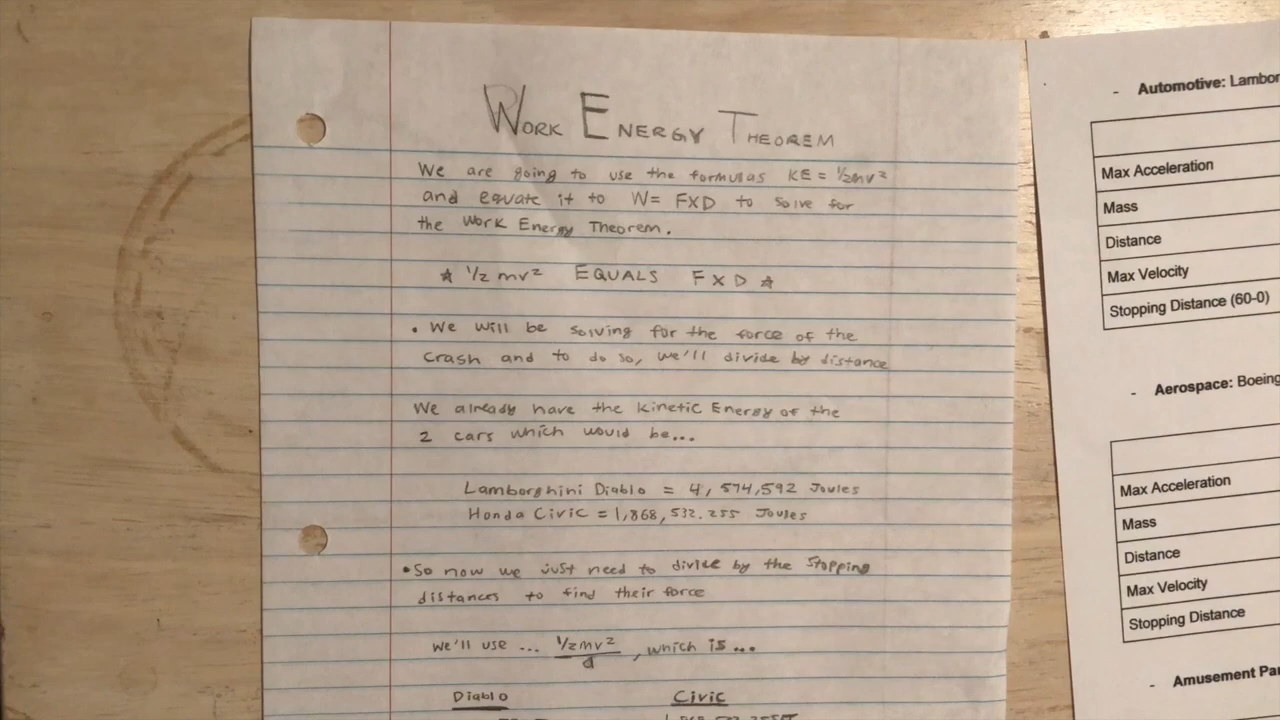 WORK ENERGY THEOREM
We are going to use the formulas KE = ½mv²
and equate it to W= FXD to solve for
the Work Energy Theorem.
☆ ½ mv² EQUALS F X D ☆
• We will be solving for the force of the
crash and to do so, we'll divide by distance
We already have the Kinetic Energy of the
2 cars which would be...
Lamborghini Diablo = 4,574,592 Joules
Honda Civic = 1,868,532.255 Joules
• So now we just need to divide by the stopping
distances to find their force
We'll use ... ½mv²/d , which is...
Diablo Civic
- Automotive: Lambor
Max Acceleration
Mass
Distance
Max Velocity
Stopping Distance (60-0)
- Aerospace: Boeing
Max Acceleration
Mass
Distance
Max Velocity
Stopping Distance
- Amusement Par